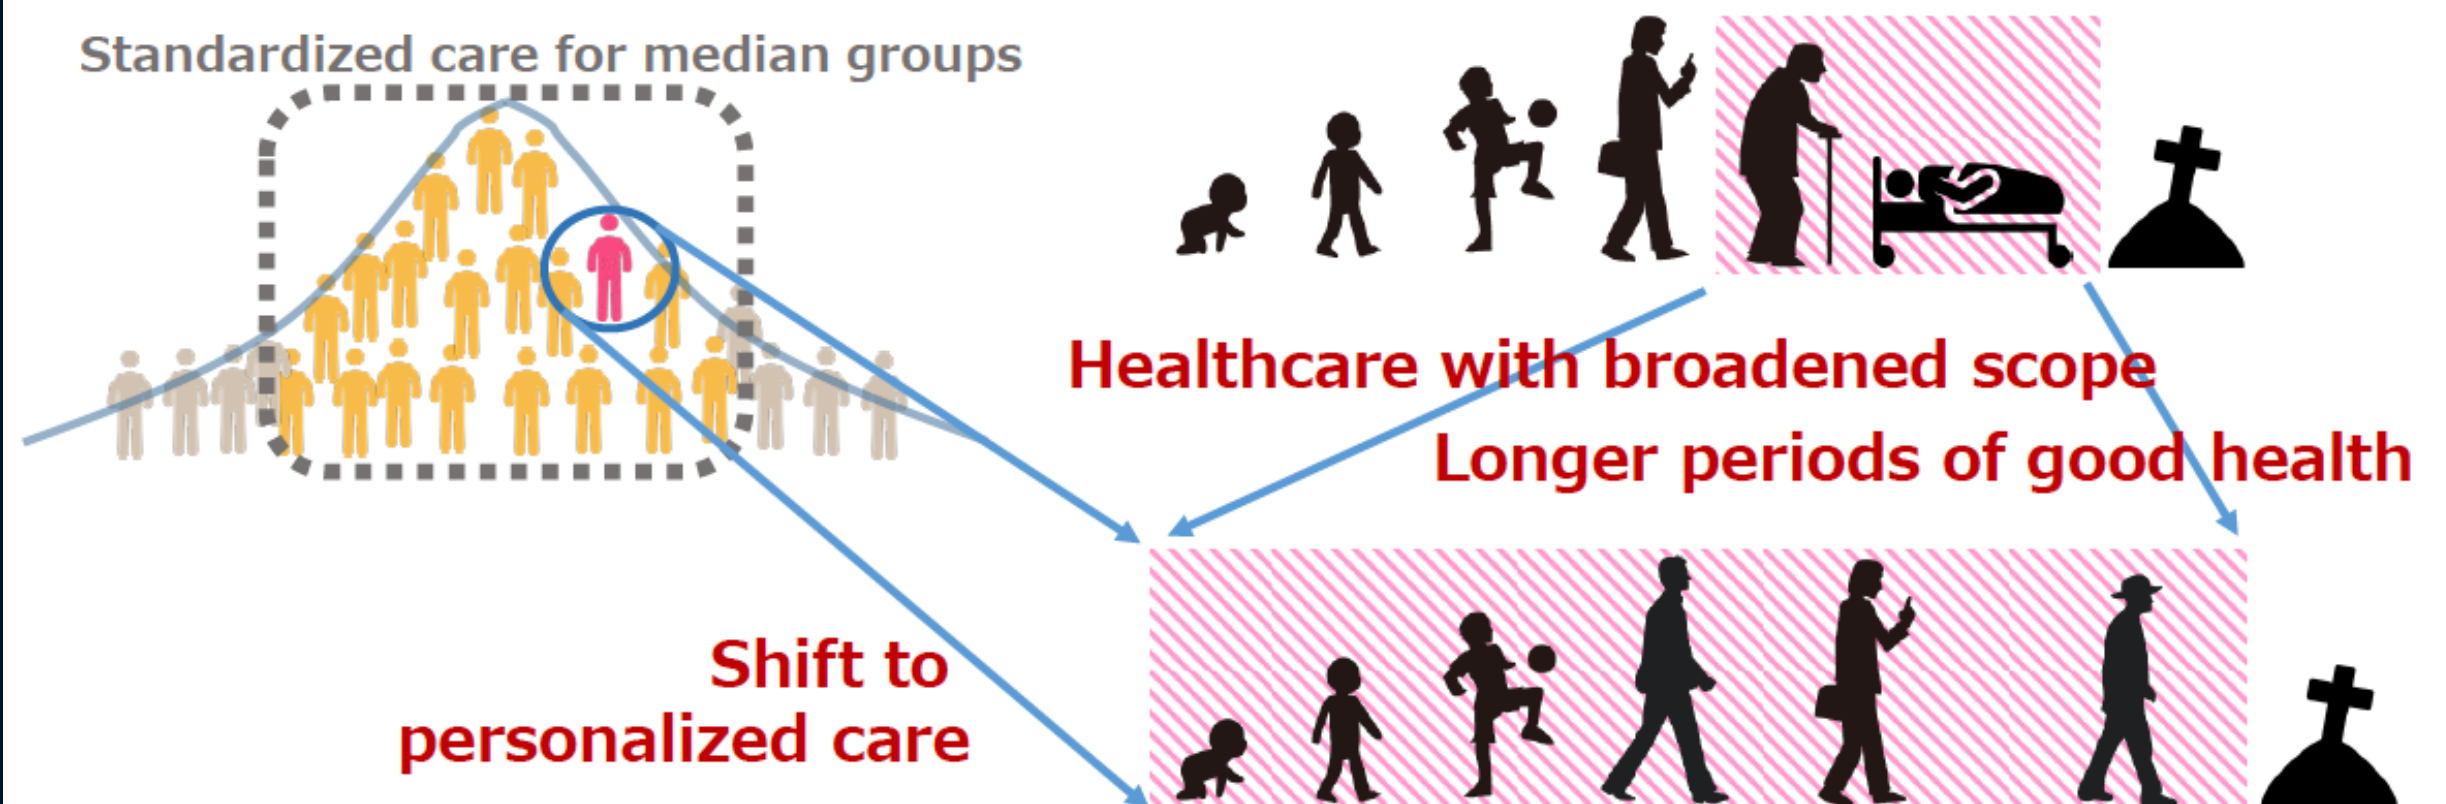 Standardized care for median groups
Healthcare with broadened scope
Longer periods of good health
Shift to
personalized care